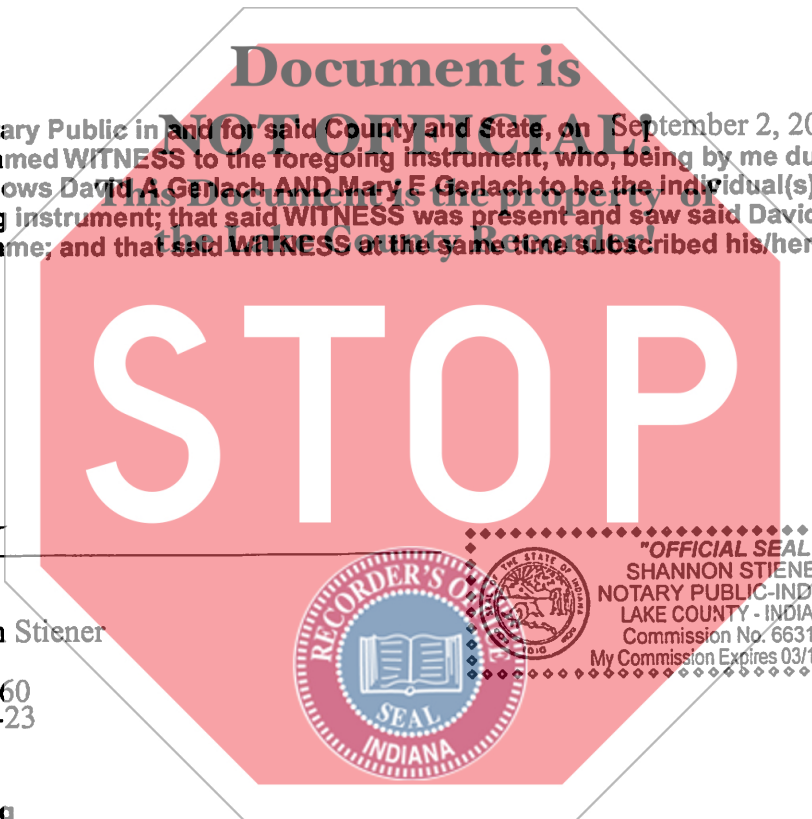 Document is
NOT OFFICIAL!
ary Public in and for said County and State, on September 2, 20
amed WITNESS to the foregoing instrument, who, being by me du
This Document is the property of
ows David A Gerlach AND Mary E Gerlach to be the individual(s)
g instrument; that said WITNESS was present and saw said David
the Lake County Recorder!
me; and that said WITNESS at the same time subscribed his/her
STOP
"OFFICIAL SEAL
SHANNON STIENE
NOTARY PUBLIC-IND
LAKE COUNTY - INDIA
Commission No. 6631
My Commission Expires 03/1
SEAL OF THE STATE OF INDIANA
RECORDER'S OFFICE
SEAL
INDIANA
n Stiener
60
-23
g